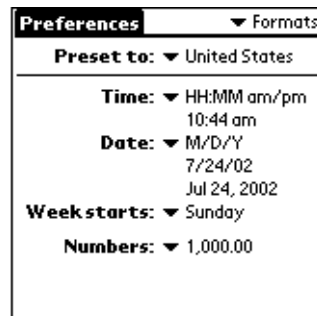 Preferences ▼ Formats
Preset to: ▼ United States
Time: ▼ HH:MM am/pm
10:44 am
Date: ▼ M/D/Y
7/24/02
Jul 24, 2002
Week starts: ▼ Sunday
Numbers: ▼ 1,000.00